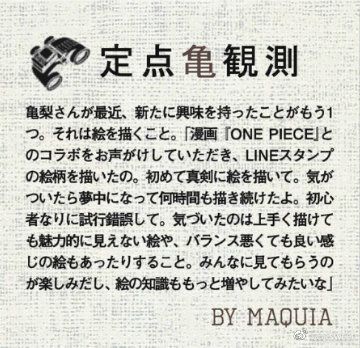 定点亀観測
亀梨さんが最近、新たに興味を持ったことがもう1
つ。それは絵を描くこと。「漫画『ONE PIECE』と
のコラボをお声がけしていただき、LINEスタンプ
の絵柄を描いたの。初めて真剣に絵を描いて。気が
ついたら夢中になって何時間も描き続けたよ。初心
者なりに試行錯誤して。気づいたのは上手く描けて
も魅力的に見えない絵や、バランス悪くても良い感
じの絵もあったりすること。みんなに見てもらうの
が楽しみだし、絵の知識ももっと増やしてみたいな」
BY MAQUIA